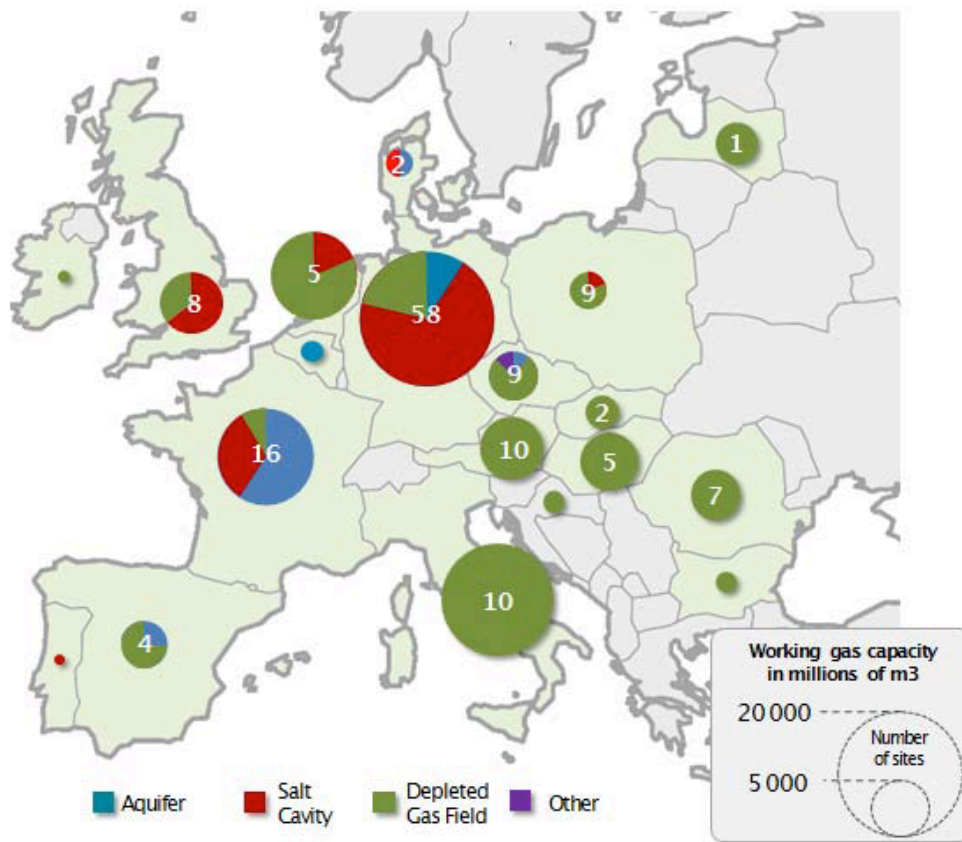 1
2
5
8
58
9
9
2
10
5
16
7
10
4
Working gas capacity
in millions of m3
20 000
Number
of sites
5 000
Aquifer
Salt
Cavity
Depleted
Gas Field
Other